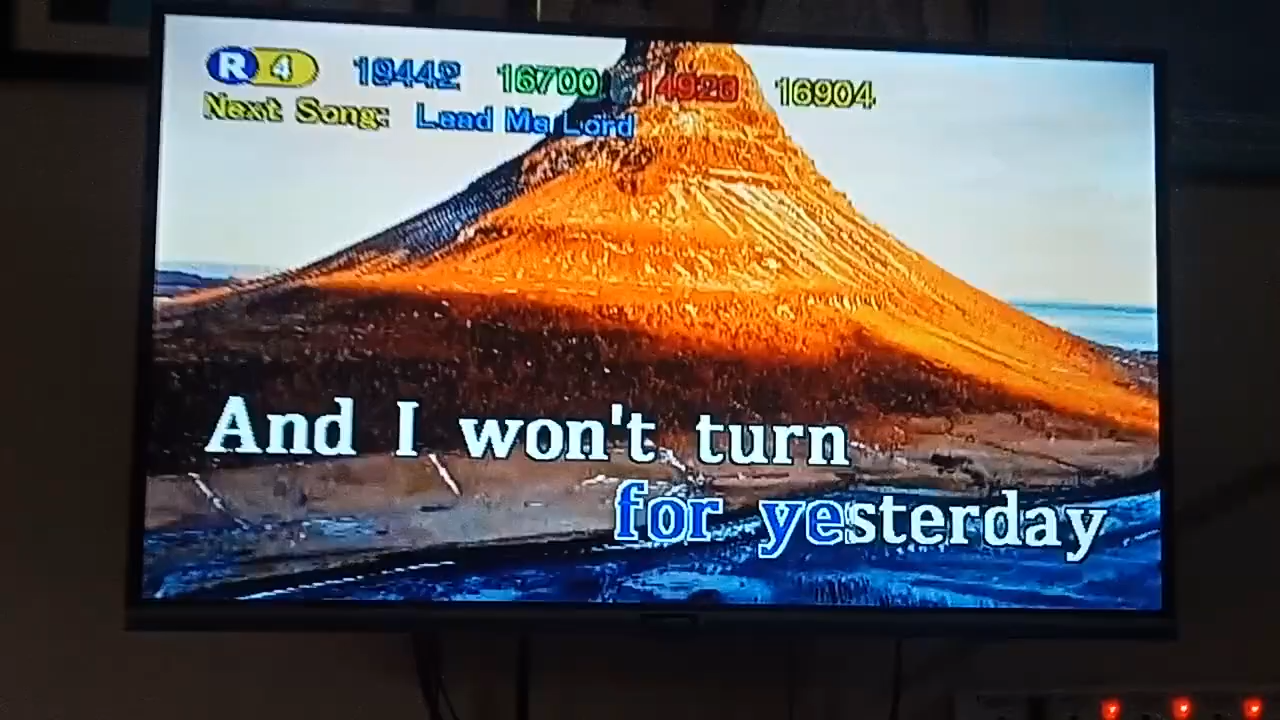 R 4 19442 16700 14923 16904
Next Song: Lead Me Lord
And I won't turn
for yesterday